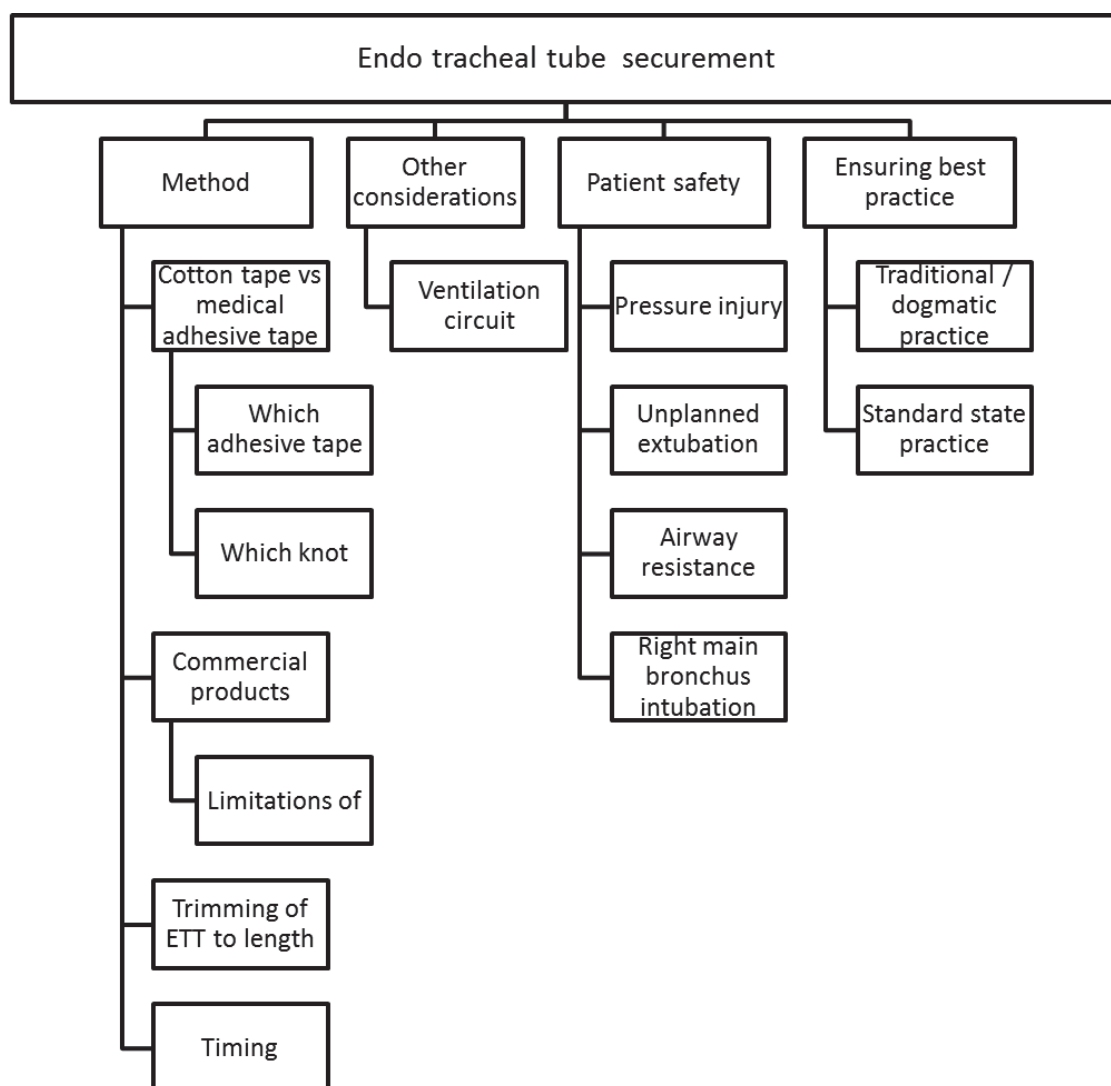 Endo tracheal tube securement
Method
Other
considerations
Patient safety
Ensuring best
practice
Cotton tape vs
medical
adhesive tape
Which
adhesive tape
Which knot
Commercial
products
Limitations of
Trimming of
ETT to length
Timing
Ventilation
circuit
Pressure injury
Unplanned
extubation
Airway
resistance
Right main
bronchus
intubation
Traditional /
dogmatic
practice
Standard state
practice